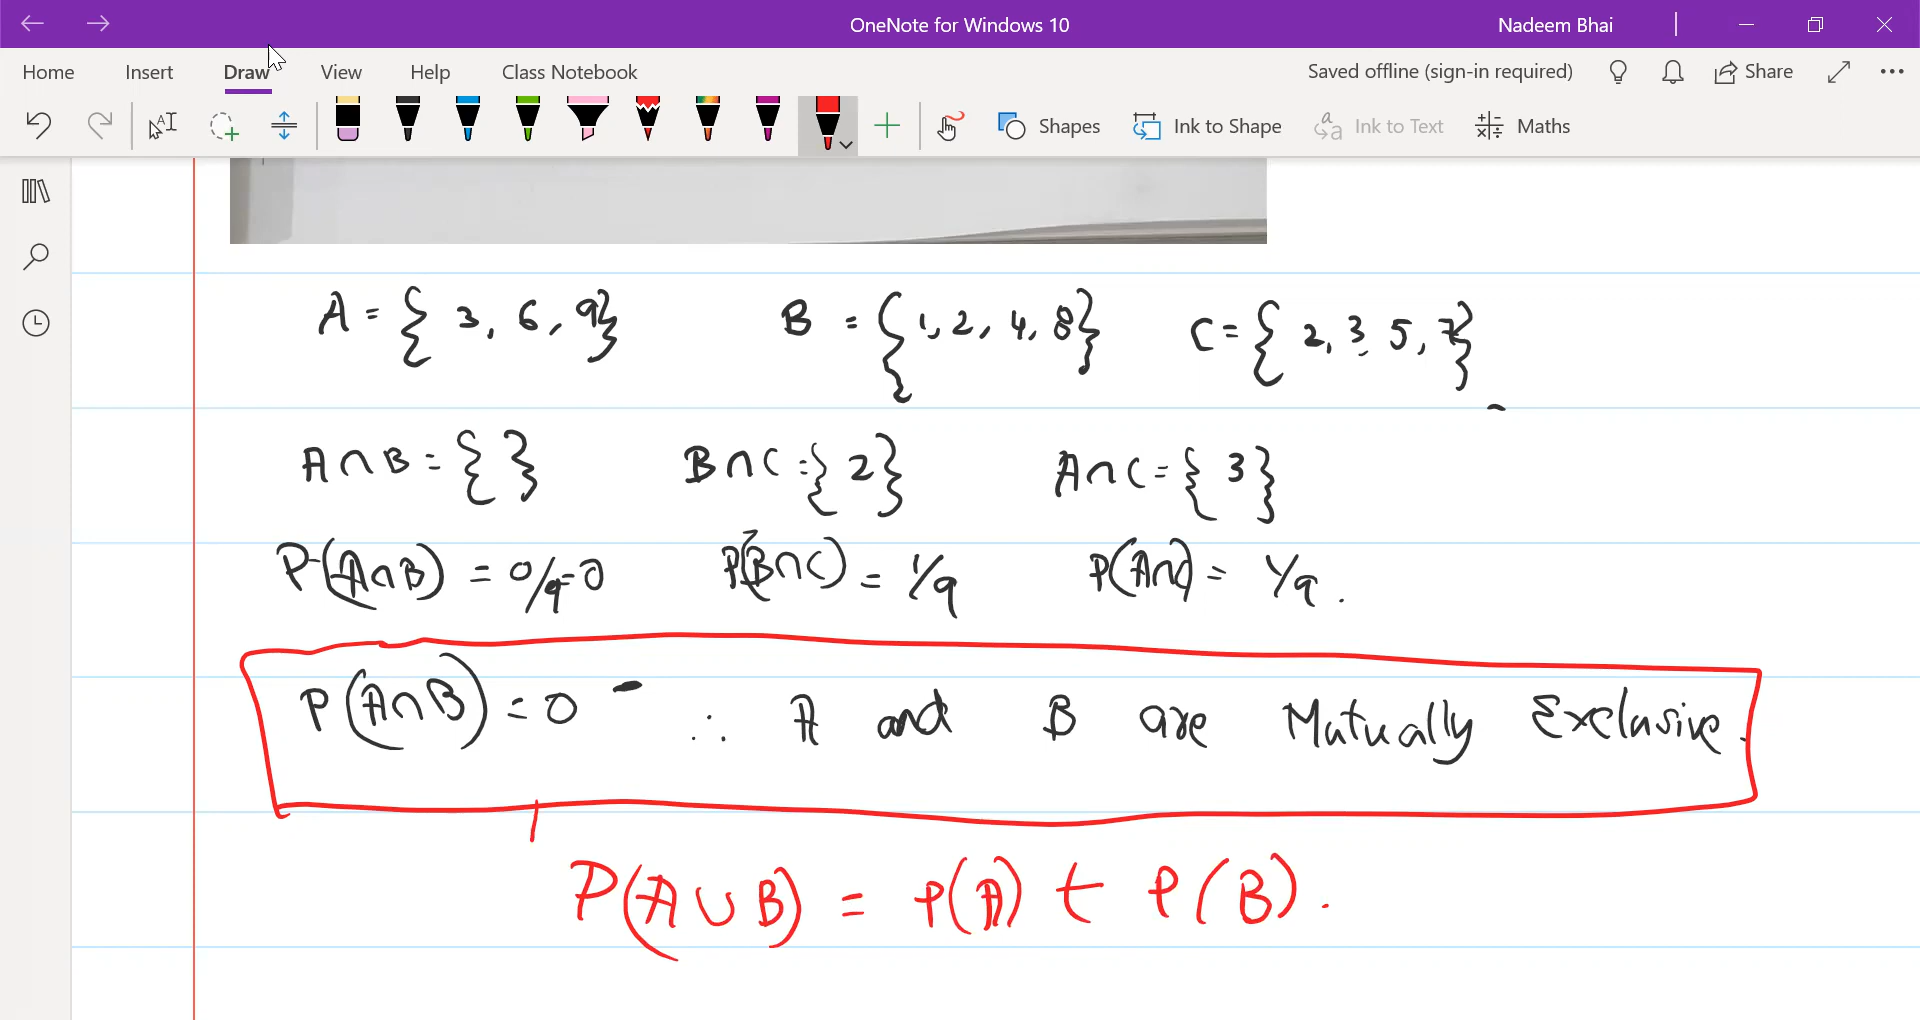 OneNote for Windows 10 Nadeem Bhai
Home Insert Draw View Help Class Notebook Saved offline (sign-in required) Share
Shapes Ink to Shape Ink to Text Maths
A = { 3, 6, 9} B = {1, 2, 4, 8} C = { 2, 3, 5, 7}
A∩B = { } B∩C = { 2} A∩C = { 3 }
P(A∩B) = 0/9 = 0 P(B∩C) = 1/9 P(A∩C) = 1/9.
P(A∩B) = 0 ∴ A and B are Mutually Exclusive.
P(A∪B) = P(A) + P(B).